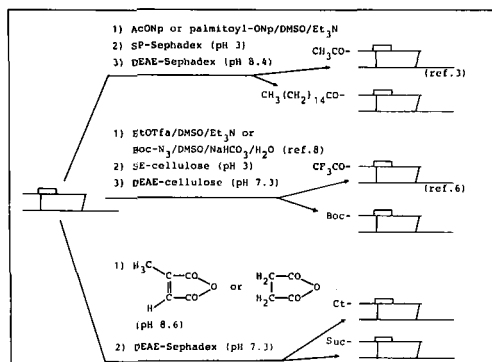 1) AcONp or palmitoyl-ONp/DMSO/Et3N
2) SP-Sephadex (pH 3)
3) DEAE-Sephadex (pH 8.4)
CH3CO-
(ref.3)
CH3(CH2)14CO-
1) EtOTfa/DMSO/Et3N or
Boc-N3/DMSO/NaHCO3/H2O (ref.8)
2) SE-cellulose (pH 3)
3) DEAE-cellulose (pH 7.3)
CF3CO-
(ref.6)
Boc-
1) H3C CO O or H2C CO O
H CO H2C CO
(pH 8.6)
2) DEAE-Sephadex (pH 7.3)
Ct-
Suc-